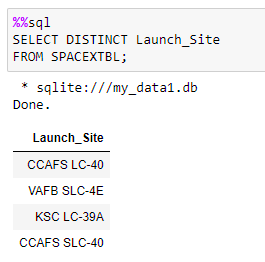 %%sql
SELECT DISTINCT Launch_Site
FROM SPACEXTBL;
* sqlite:///my_data1.db
Done.
Launch_Site
CCAFS LC-40
VAFB SLC-4E
KSC LC-39A
CCAFS SLC-40